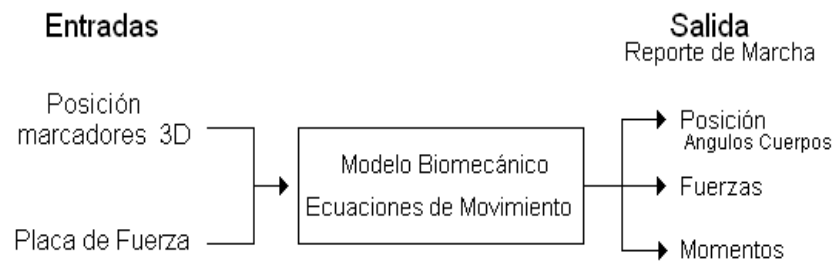 Entradas
Salida
Reporte de Marcha
Posición
marcadores 3D
Placa de Fuerza
Modelo Biomecánico
Ecuaciones de Movimiento
Posición
Angulos Cuerpos
Fuerzas
Momentos